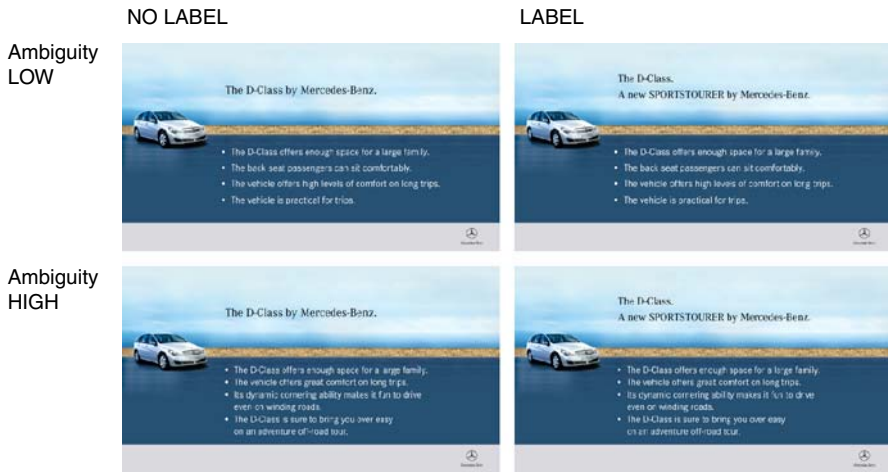 NO LABEL
LABEL
Ambiguity
LOW
The D-Class by Mercedes-Benz.
• The D-Class offers enough space for a large family.
• The back seat passengers can sit comfortably.
• The vehicle offers high levels of comfort on long trips.
• The vehicle is practical for trips.
Mercedes-Benz
The D-Class.
A new SPORTSTOURER by Mercedes-Benz.
• The D-Class offers enough space for a large family.
• The back seat passengers can sit comfortably.
• The vehicle offers high levels of comfort on long trips.
• The vehicle is practical for trips.
Mercedes-Benz
Ambiguity
HIGH
The D-Class by Mercedes-Benz.
• The D-Class offers enough space for a large family.
• The vehicle offers great comfort on long trips.
• Its dynamic cornering ability makes it fun to drive
even on winding roads.
• The D-Class is sure to bring you over easy
on an adventure off-road tour.
Mercedes-Benz
The D-Class.
A new SPORTSTOURER by Mercedes-Benz.
• The D-Class offers enough space for a large family.
• The vehicle offers great comfort on long trips.
• Its dynamic cornering ability makes it fun to drive
even on winding roads.
• The D-Class is sure to bring you over easy
on an adventure off-road tour.
Mercedes-Benz